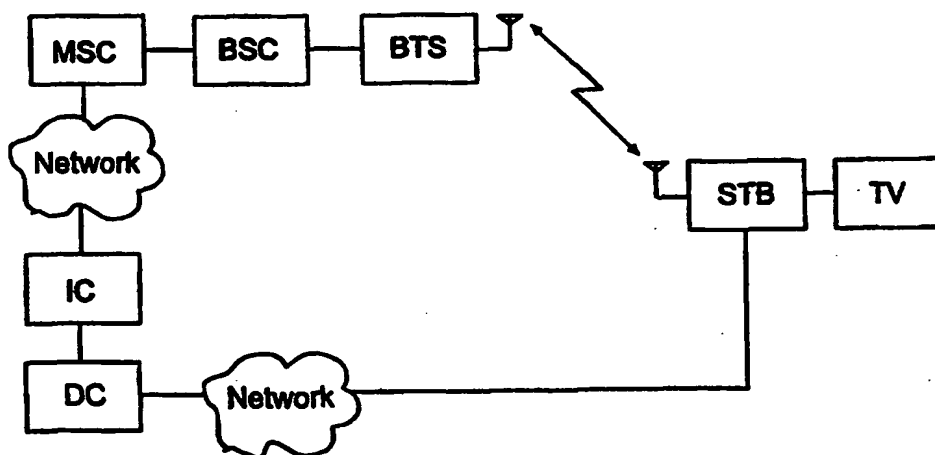 MSC
BSC
BTS
Network
STB
TV
IC
DC
Network